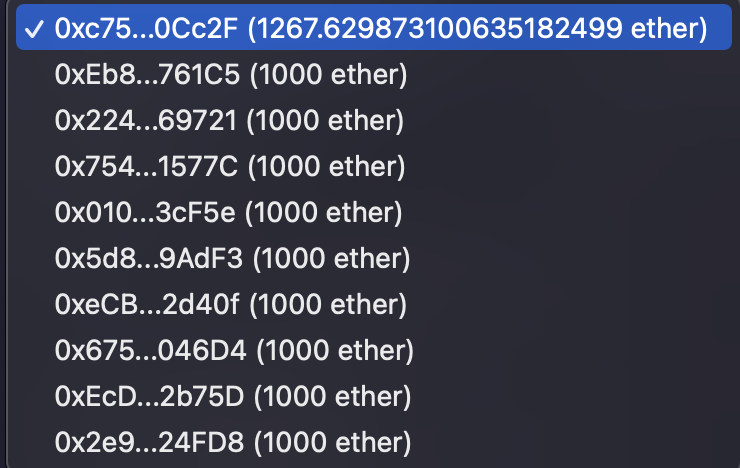 ✓ 0xc75...0Cc2F (1267.629873100635182499 ether)
0xEb8...761C5 (1000 ether)
0x224...69721 (1000 ether)
0x754...1577C (1000 ether)
0x010...3cF5e (1000 ether)
0x5d8...9AdF3 (1000 ether)
0xeCB...2d40f (1000 ether)
0x675...046D4 (1000 ether)
0xEcD...2b75D (1000 ether)
0x2e9...24FD8 (1000 ether)